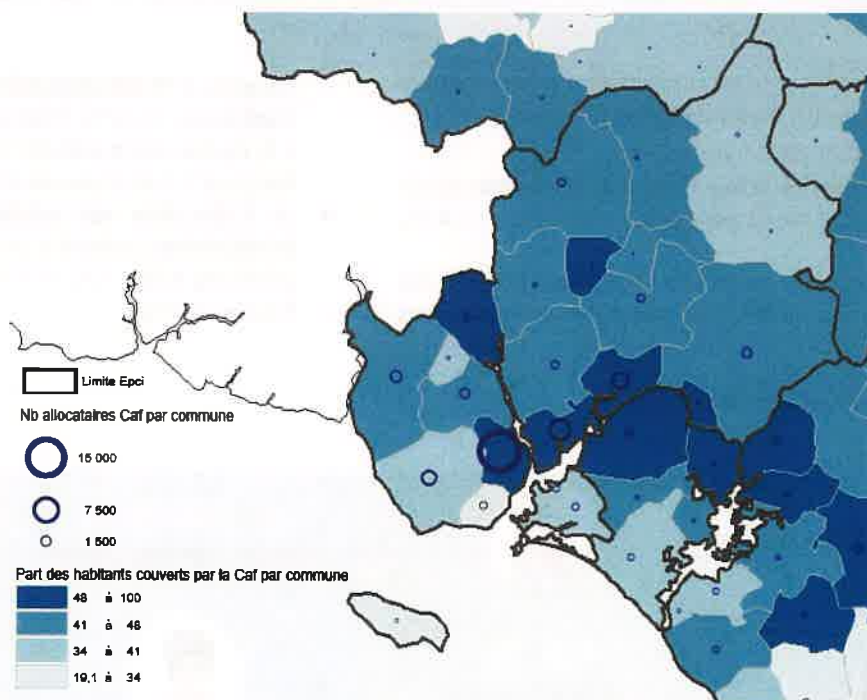 Limite Epci
Nb allocataires Caf par commune
15 000
7 500
1 500
Part des habitants couverts par la Caf par commune
48 à 100
41 à 48
34 à 41
19,1 à 34